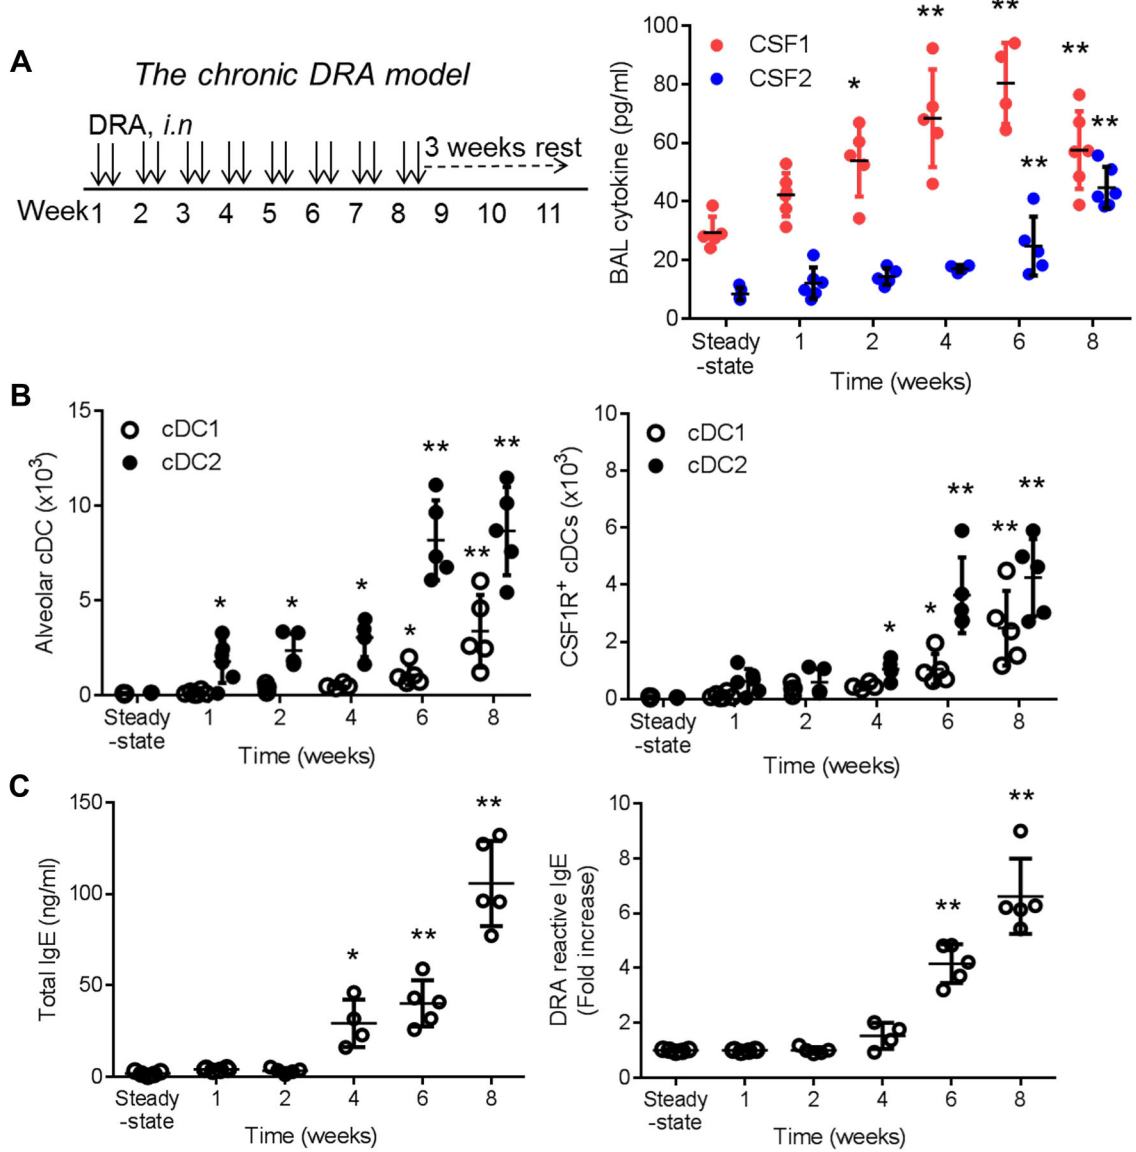 A
The chronic DRA model
DRA, i.n
3 weeks rest
Week 1 2 3 4 5 6 7 8 9 10 11
BAL cytokine (pg/ml)
100
80
60
40
20
0
CSF1
CSF2
*
**
**
**
**
**
Steady
-state
1 2 4 6 8
Time (weeks)
B
Alveolar cDC (x10³)
15
10
5
0
cDC1
cDC2
*
*
*
*
**
**
**
Steady
-state
1 2 4 6 8
Time (weeks)
CSF1R⁺ cDCs (x10³)
10
8
6
4
2
0
cDC1
cDC2
*
*
**
**
**
Steady
-state
1 2 4 6 8
Time (weeks)
C
Total IgE (ng/ml)
150
100
50
0
*
**
**
Steady
-state
1 2 4 6 8
Time (weeks)
DRA reactive IgE
(Fold increase)
10
8
6
4
2
0
**
**
Steady
-state
1 2 4 6 8
Time (weeks)